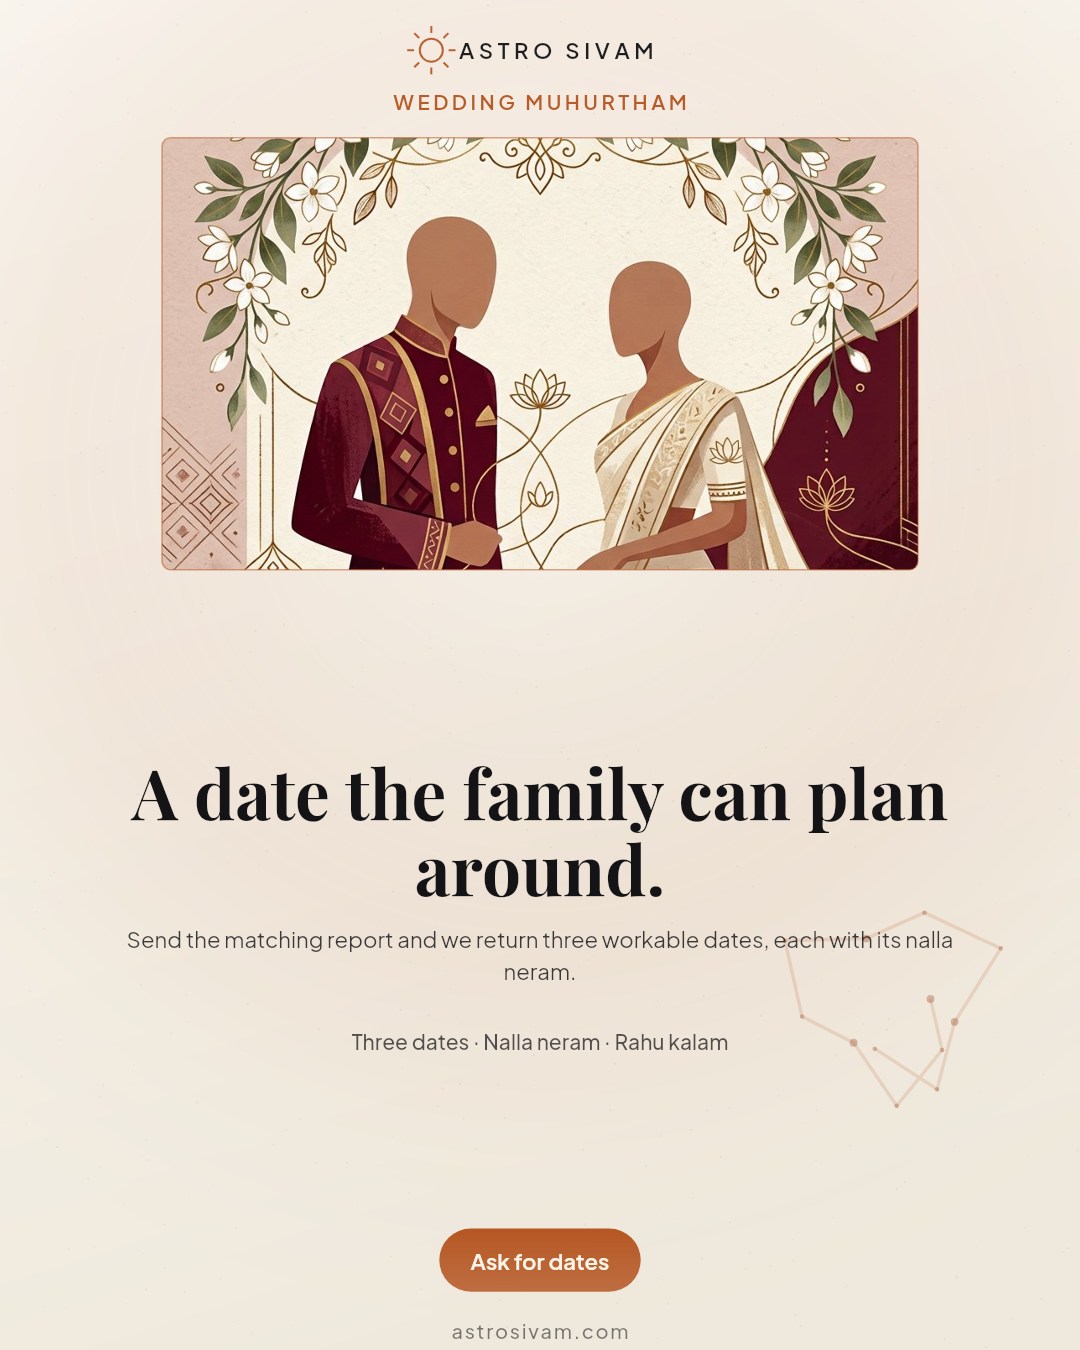 ASTRO SIVAM
WEDDING MUHURTHAM
A date the family can plan
around.
Send the matching report and we return three workable dates, each with its nalla
neram.
Three dates · Nalla neram · Rahu kalam
Ask for dates
astrosivam.com